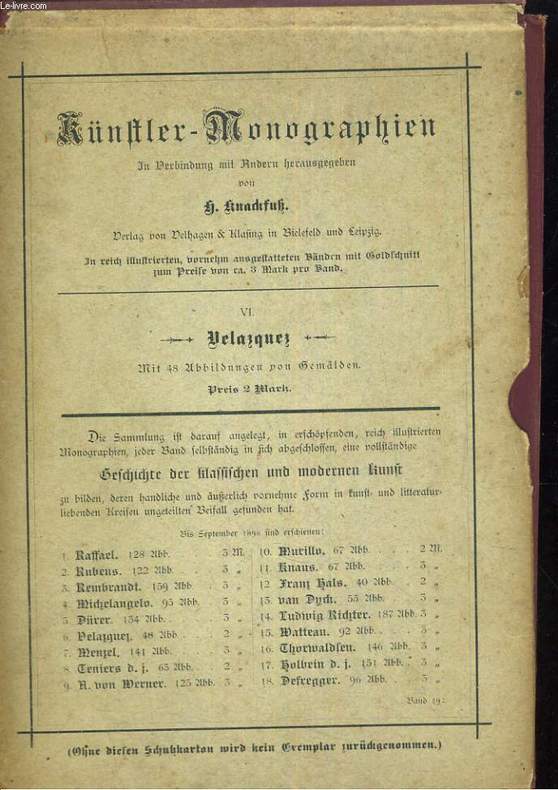 Le-livre.com
Künstler-Monographien
In Verbindung mit Andern herausgegeben
von
H. Knackfuß.
Verlag von Velhagen & Klasing in Bielefeld und Leipzig.
In reich illustrierten, vornehm ausgestatteten Bänden mit Goldschnitt
zum Preise von ca. 3 Mark pro Band.
VI.
Velazquez
Mit 48 Abbildungen von Gemälden.
Preis 2 Mark.
Die Sammlung ist darauf angelegt, in erschöpfenden, reich illustrierten
Monographien, jeder Band selbständig in sich abgeschlossen, eine vollständige
Geschichte der klassischen und modernen Kunst
zu bilden, deren handliche und äußerlich vornehme Form in kunst- und litteratur-
liebenden Kreisen ungeteilten Beifall gefunden hat.
Bis September 1896 sind erschienen:
1. Raffael. 128 Abb. 3 M.
2. Rubens. 122 Abb. . . 3 „
3. Rembrandt. 159 Abb. . 3 „
4. Michelangelo. 95 Abb. 3 „
5. Dürer. 134 Abb. . . . 3 „
6. Velazquez. 48 Abb. . . 2 „
7. Menzel. 141 Abb. . . . 3 „
8. Teniers d. j. 63 Abb. . . 2 „
9. A. von Werner. 125 Abb. 3 „
10. Murillo. 67 Abb. . . . . 2 M.
11. Knaus. 67 Abb. . . . 3 „
12. Franz Hals. 40 Abb. . . 2 „
13. van Dyck. 55 Abb. . . . 3 „
14. Ludwig Richter. 187 Abb. 3 „
15. Watteau. 92 Abb. . . . 3 „
16. Thorwaldsen. 146 Abb. 3 „
17. Holbein d. j. 151 Abb. . 3 „
18. Defregger. 96 Abb. . . 3 „
Band 19:
(Ohne diesen Schutzkarton wird kein Exemplar zurückgenommen.)